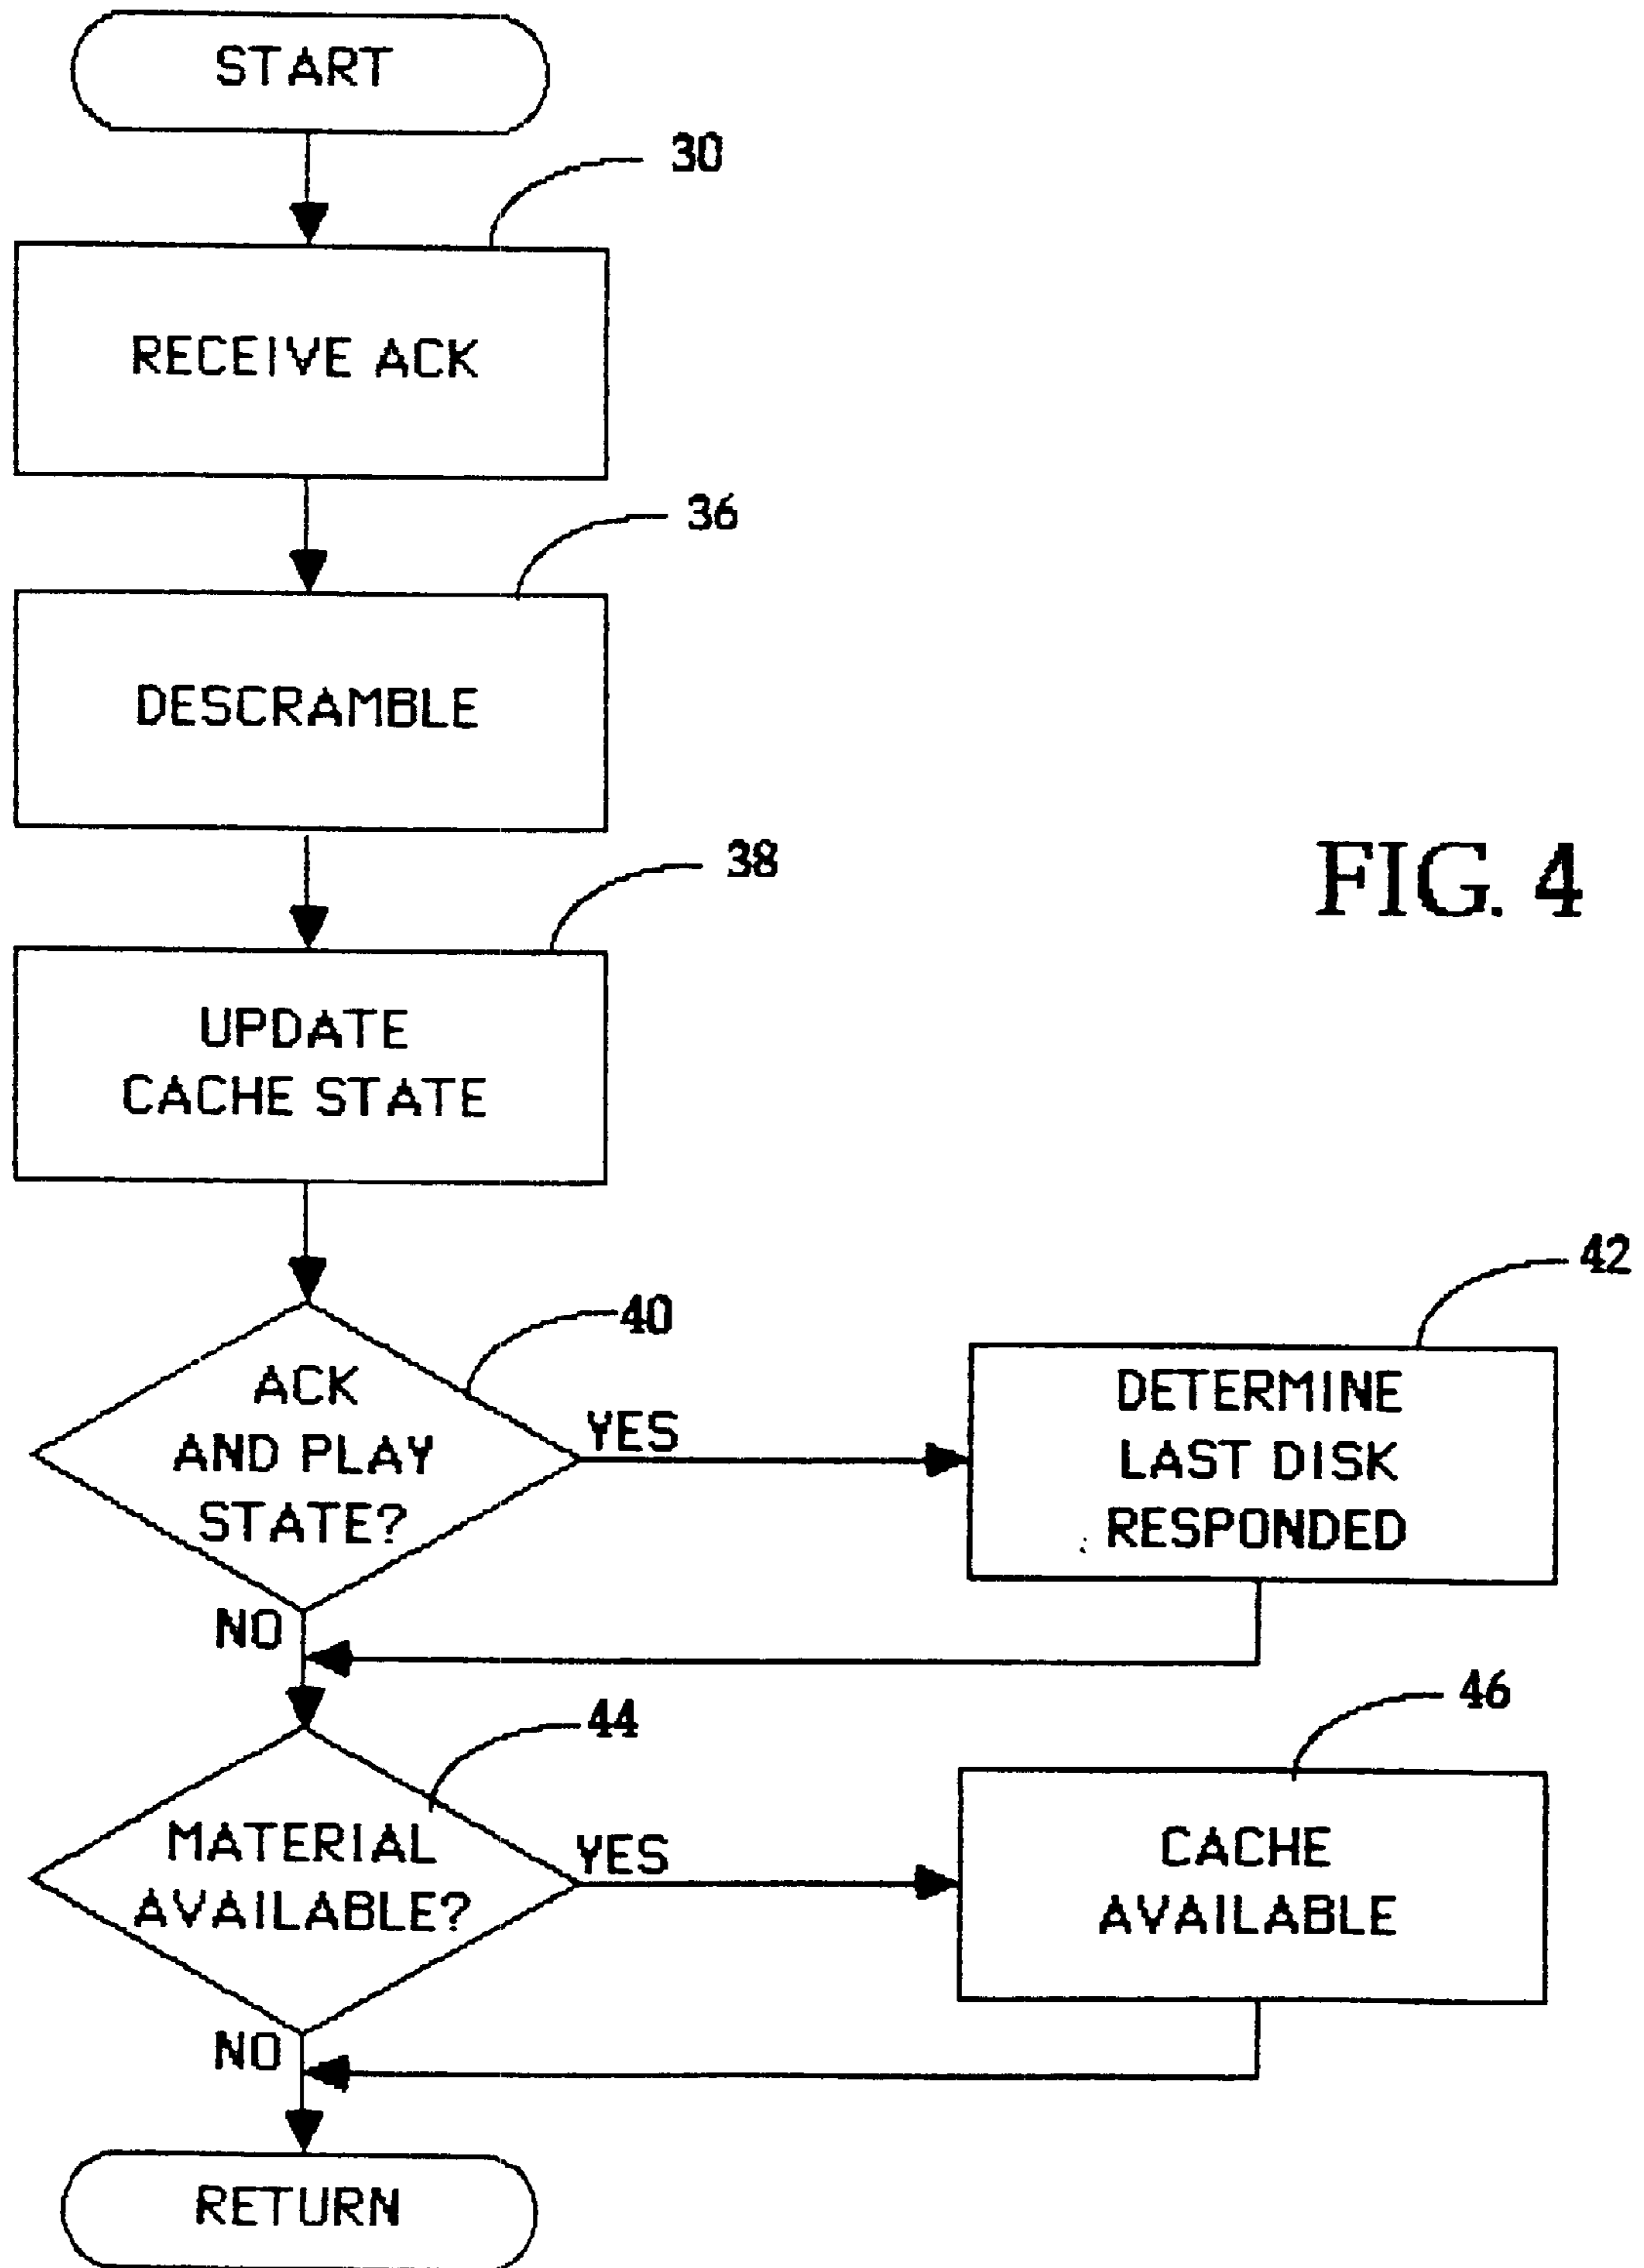 START
30
RECEIVE ACK
36
DESCRAMBLE
38
FIG. 4
UPDATE
CACHE STATE
40
ACK
AND PLAY
STATE?
YES
42
DETERMINE
LAST DISK
RESPONDED
NO
44
MATERIAL
AVAILABLE?
YES
46
CACHE
AVAILABLE
NO
RETURN